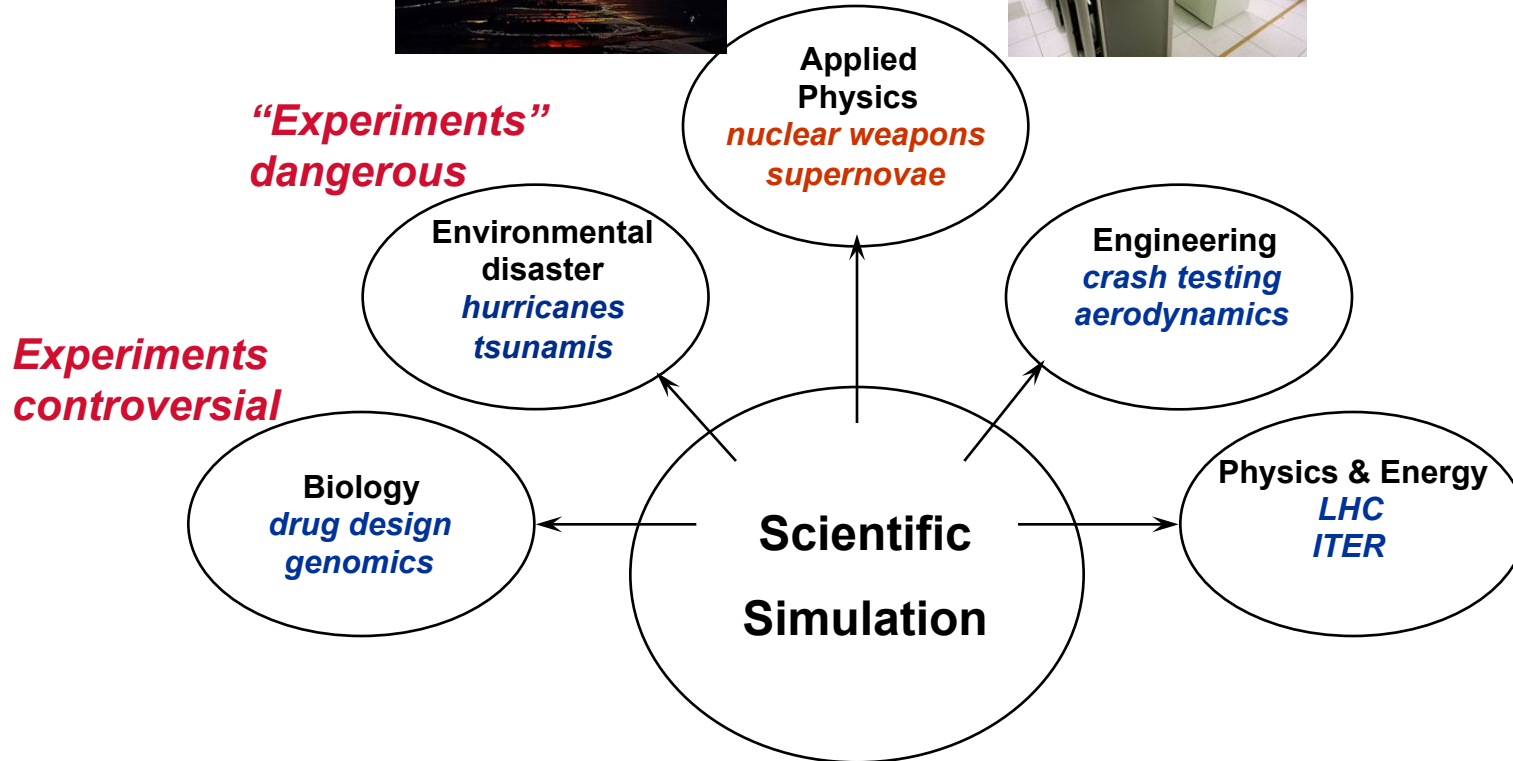 Applied
Physics
nuclear weapons
supernovae
“Experiments”
dangerous
Environmental
disaster
hurricanes
tsunamis
Engineering
crash testing
aerodynamics
Experiments
controversial
Biology
drug design
genomics
Physics & Energy
LHC
ITER
Scientific
Simulation